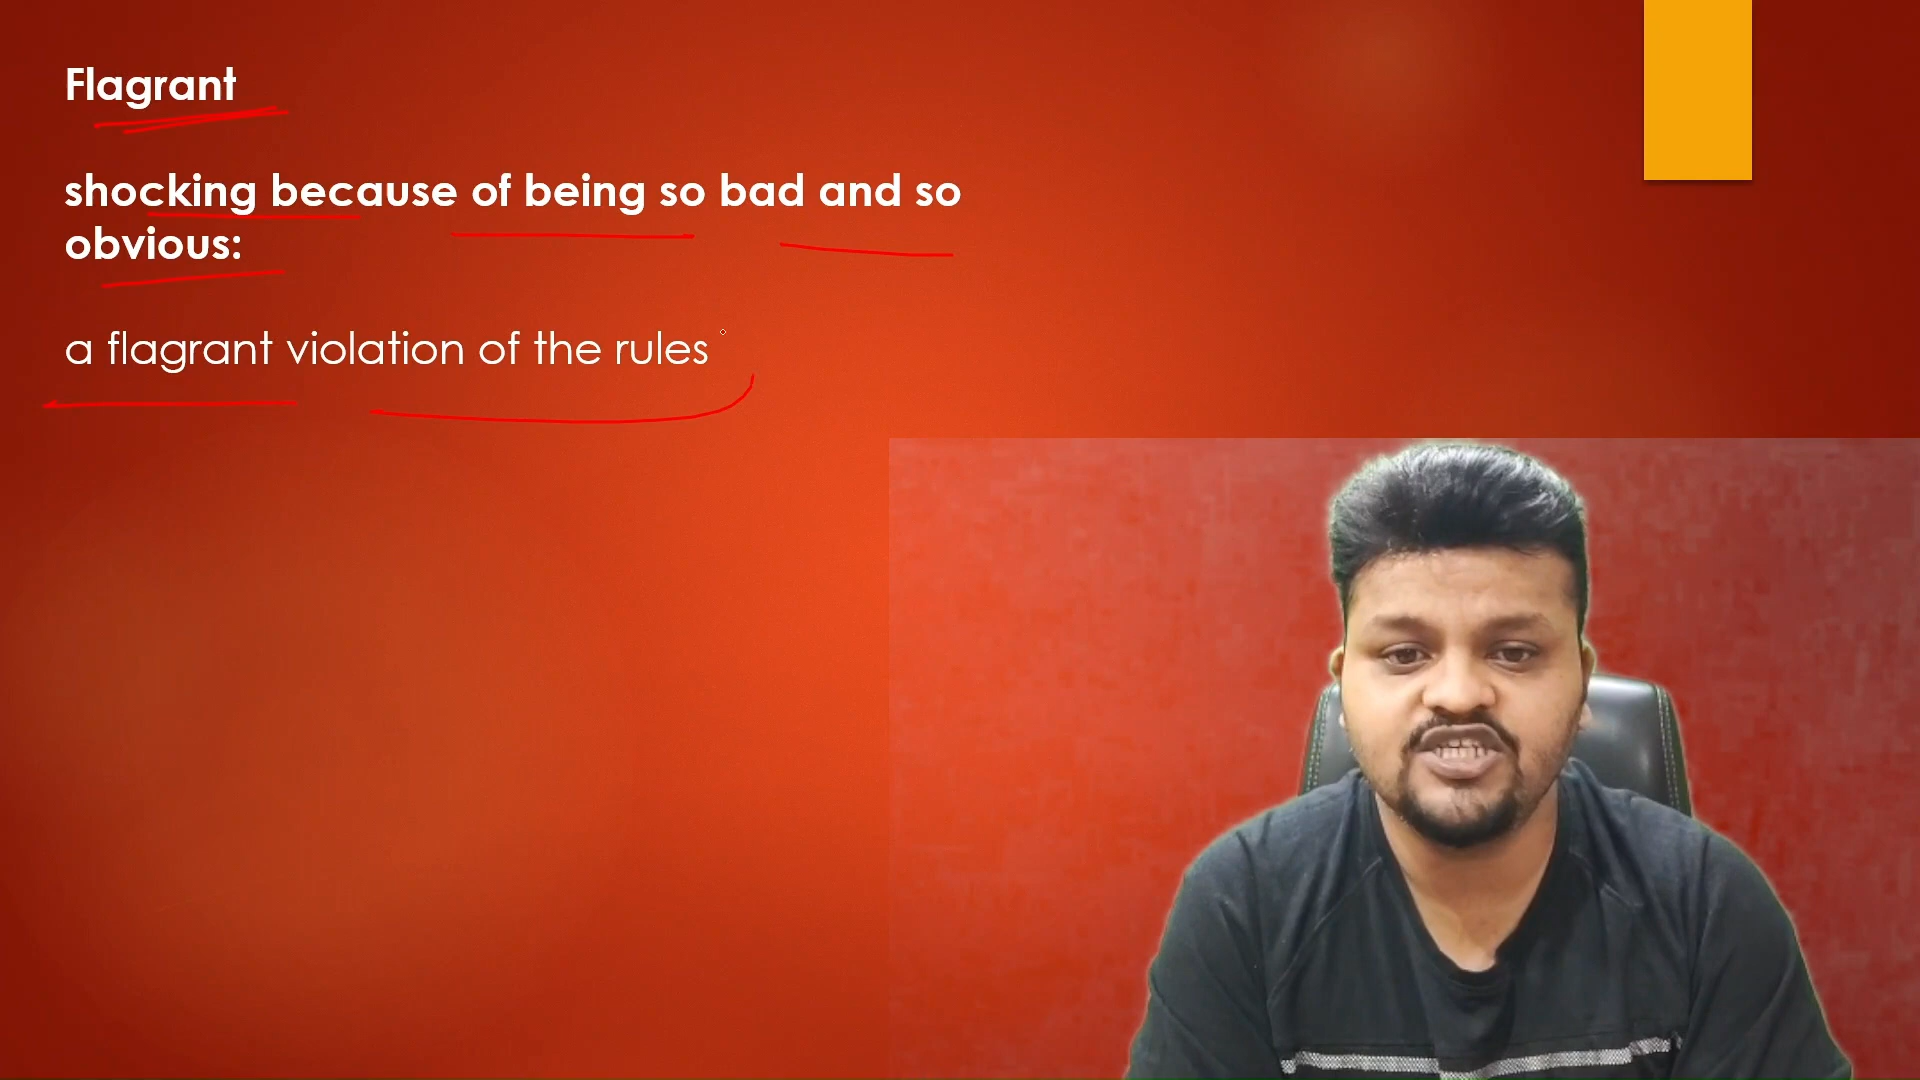 Flagrant
shocking because of being so bad and so
obvious:
a flagrant violation of the rules